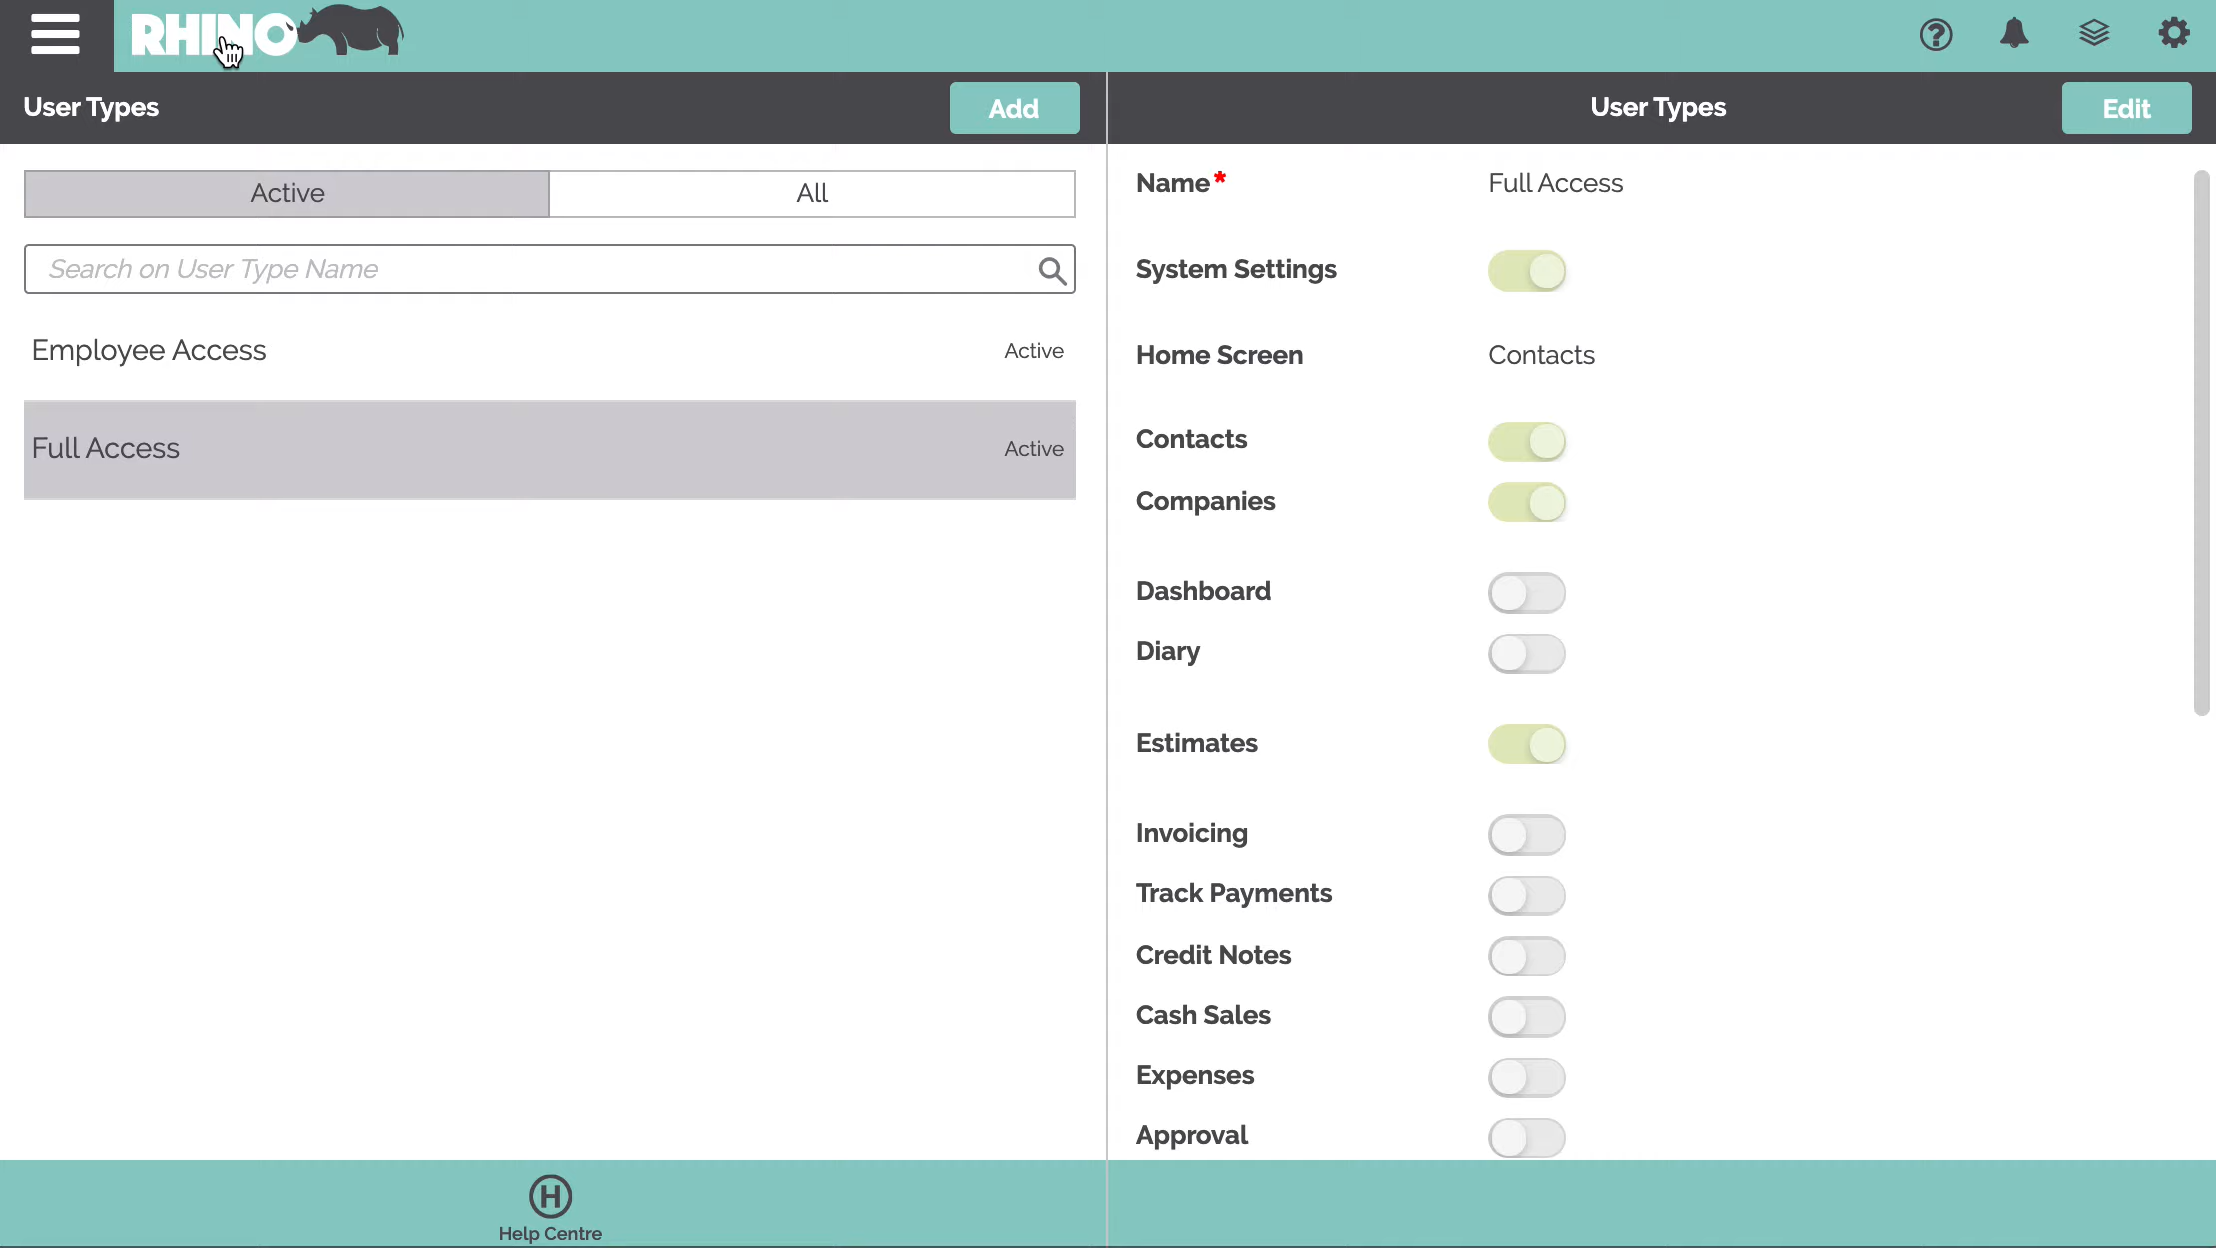 RHINO
User Types
Add
User Types
Edit
Active
All
Search on User Type Name
Employee Access
Active
Full Access
Active
Name*
Full Access
System Settings
Home Screen
Contacts
Contacts
Companies
Dashboard
Diary
Estimates
Invoicing
Track Payments
Credit Notes
Cash Sales
Expenses
Approval
H
Help Centre